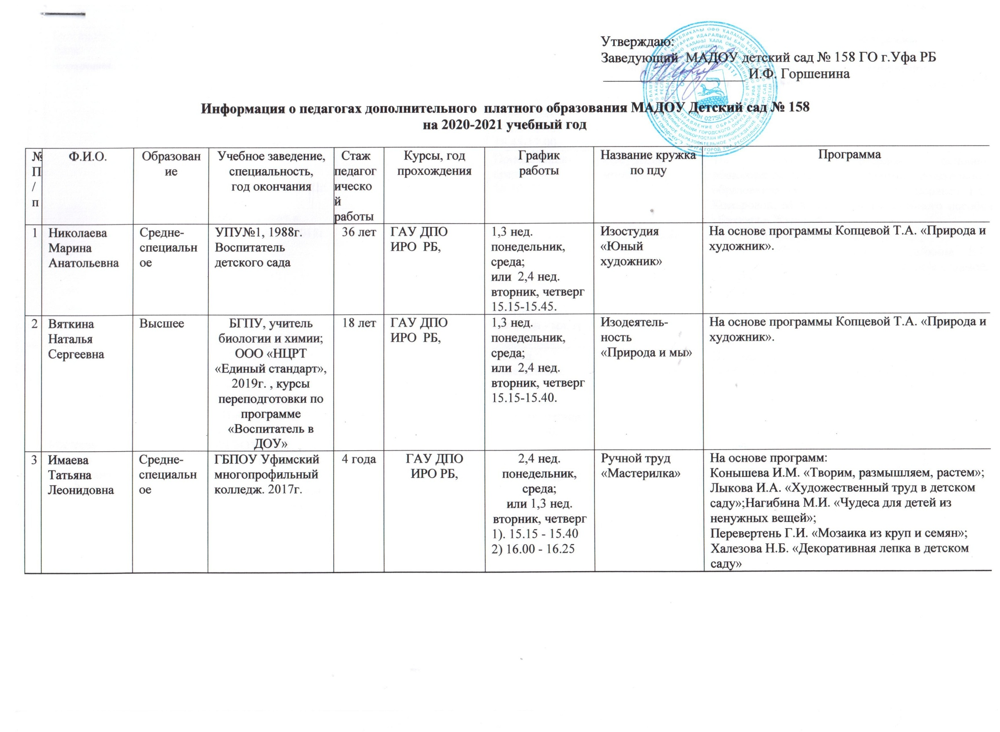 Утверждаю:
Заведующий МАДОУ детский сад № 158 ГО г.Уфа РБ
И.Ф. Горшенина
Информация о педагогах дополнительного платного образования МАДОУ Детский сад № 158
на 2020-2021 учебный год
№
П
/
п
Ф.И.О.
Образован
ие
Учебное заведение,
специальность,
год окончания
Стаж
педагог
ическо
й
работы
Курсы, год
прохождения
График
работы
Название кружка
по пду
Программа
1
Николаева
Марина
Анатольевна
Средне-
специальн
ое
УПУ№1, 1988г.
Воспитатель
детского сада
36 лет
ГАУ ДПО
ИРО РБ,
1,3 нед.
понедельник,
среда;
или 2,4 нед.
вторник, четверг
15.15-15.45.
Изостудия
«Юный
художник»
На основе программы Копцевой Т.А. «Природа и
художник».
2
Вяткина
Наталья
Сергеевна
Высшее
БГПУ, учитель
биологии и химии;
ООО «НЦРТ
«Единый стандарт»,
2019г. , курсы
переподготовки по
программе
«Воспитатель в
ДОУ»
18 лет
ГАУ ДПО
ИРО РБ,
1,3 нед.
понедельник,
среда;
или 2,4 нед.
вторник, четверг
15.15-15.40.
Изодеятель-
ность
«Природа и мы»
На основе программы Копцевой Т.А. «Природа и
художник».
3
Имаева
Татьяна
Леонидовна
Средне-
специальн
ое
ГБПОУ Уфимский
многопрофильный
колледж. 2017г.
4 года
ГАУ ДПО
ИРО РБ,
2,4 нед.
понедельник,
среда;
или 1,3 нед.
вторник, четверг
1). 15.15 - 15.40
2) 16.00 - 16.25
Ручной труд
«Мастерилка»
На основе программ:
Конышева И.М. «Творим, размышляем, растем»;
Лыкова И.А. «Художественный труд в детском
саду»;Нагибина М.И. «Чудеса для детей из
ненужных вещей»;
Перевертень Г.И. «Мозаика из круп и семян»;
Халезова Н.Б. «Декоративная лепка в детском
саду»